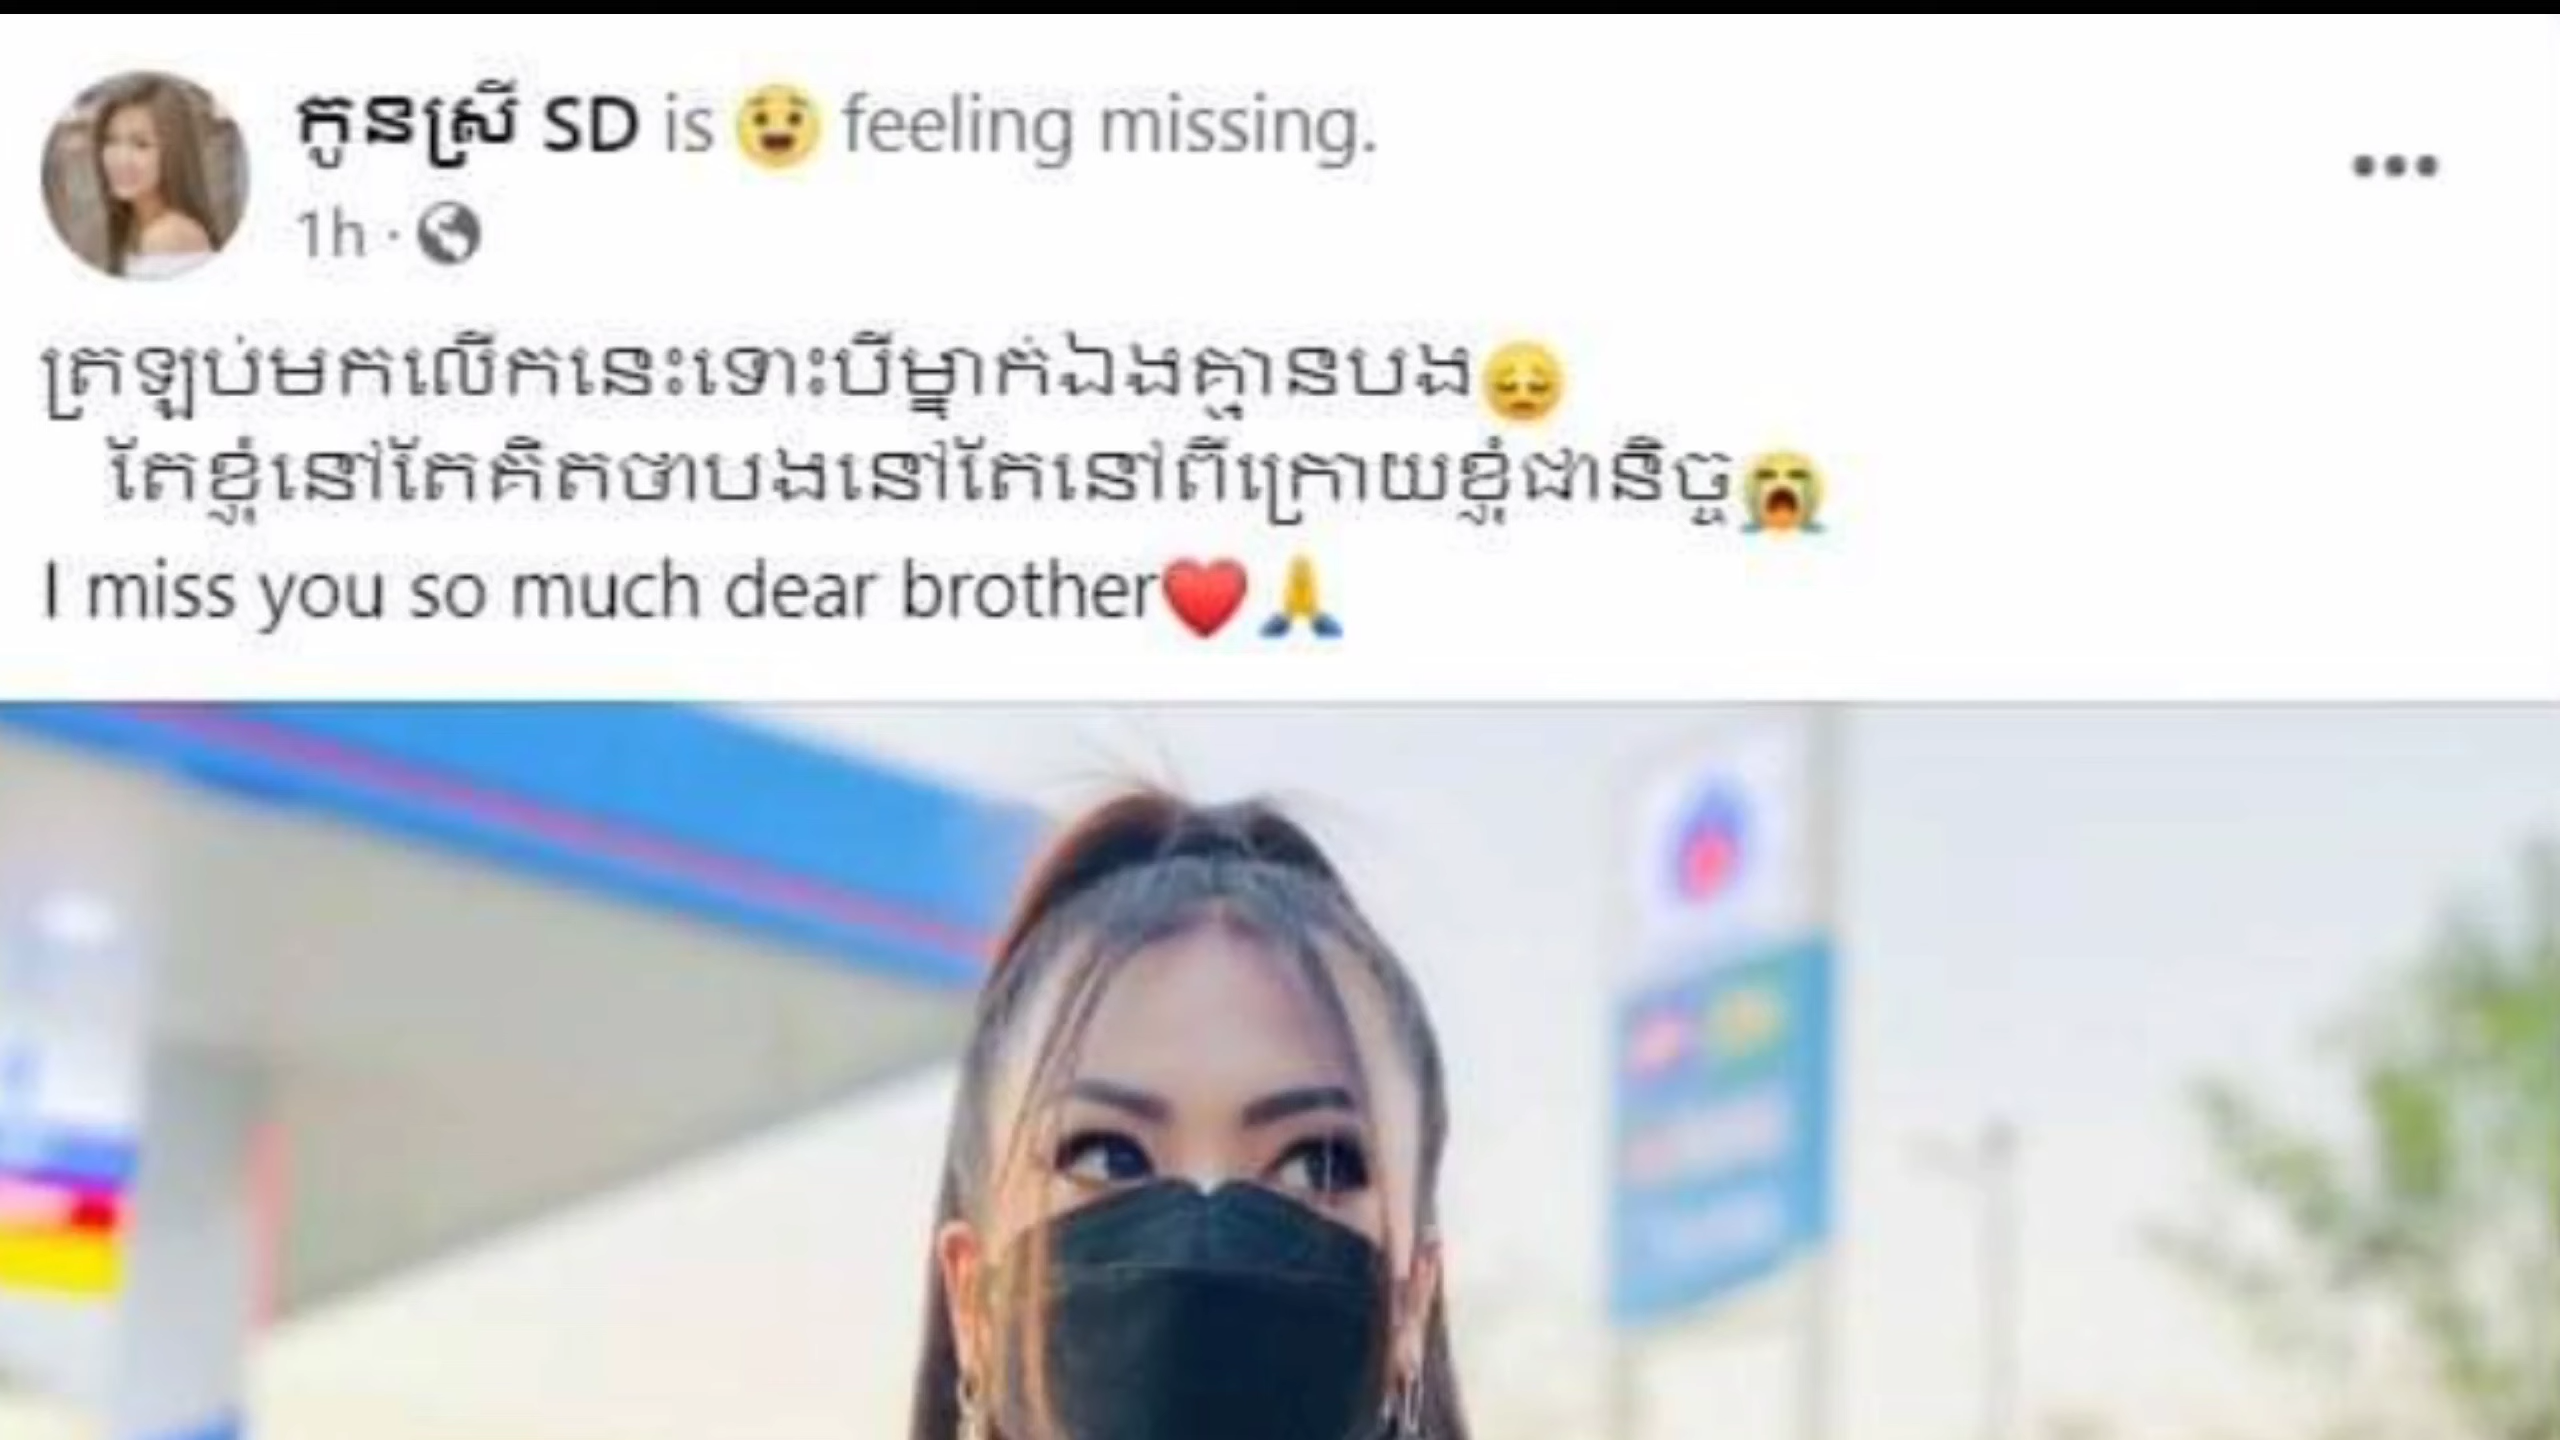 កូនស្រី SD is 😧 feeling missing.
1h ·
ត្រឡប់មកលើកនេះទោះបីម្នាក់ឯងគ្មានបង😞
តែខ្ញុំនៅតែគិតថាបងនៅតែនៅពីក្រោយខ្ញុំជានិច្ច😭
I miss you so much dear brother❤️🙏